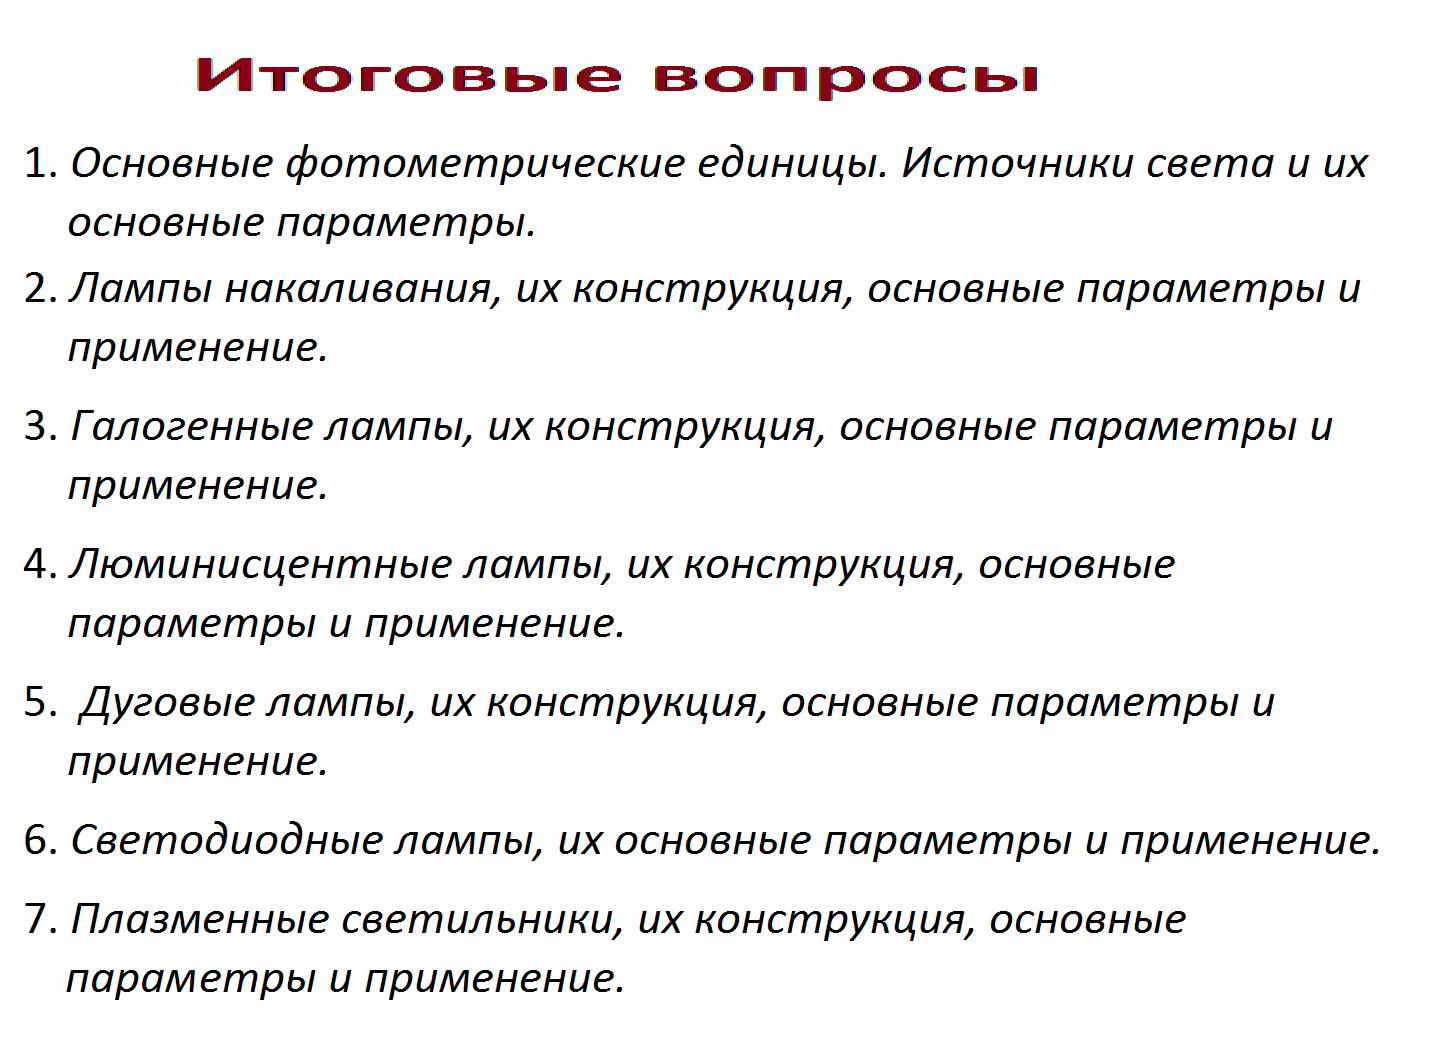 Итоговые вопросы
1. Основные фотометрические единицы. Источники света и их
основные параметры.
2. Лампы накаливания, их конструкция, основные параметры и
применение.
3. Галогенные лампы, их конструкция, основные параметры и
применение.
4. Люминисцентные лампы, их конструкция, основные
параметры и применение.
5. Дуговые лампы, их конструкция, основные параметры и
применение.
6. Светодиодные лампы, их основные параметры и применение.
7. Плазменные светильники, их конструкция, основные
параметры и применение.